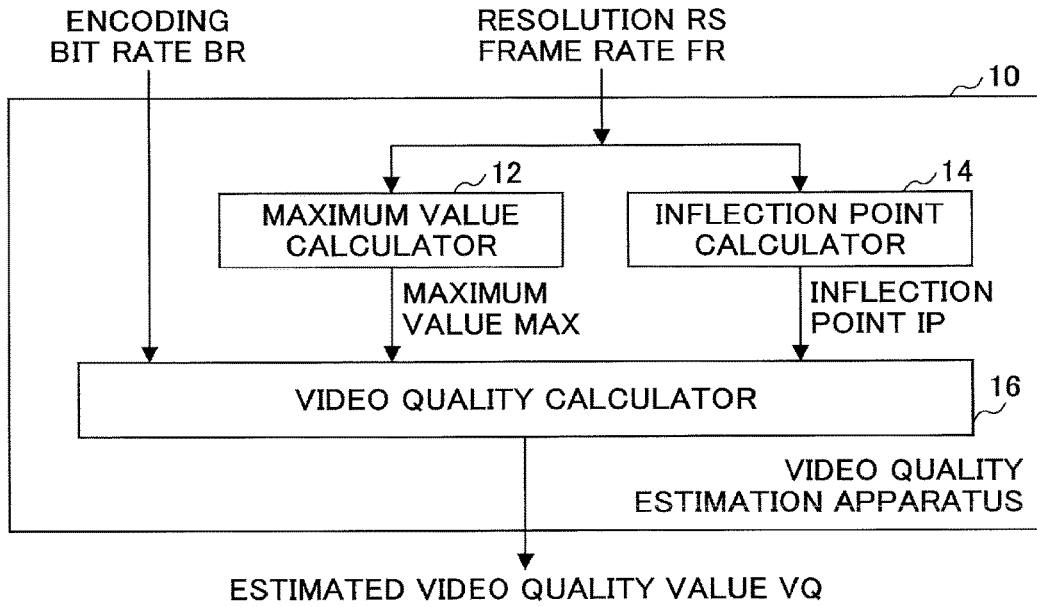 ENCODING
BIT RATE BR
RESOLUTION RS
FRAME RATE FR
10
12
MAXIMUM VALUE
CALCULATOR
14
INFLECTION POINT
CALCULATOR
MAXIMUM
VALUE MAX
INFLECTION
POINT IP
VIDEO QUALITY CALCULATOR
16
VIDEO QUALITY
ESTIMATION APPARATUS
ESTIMATED VIDEO QUALITY VALUE VQ